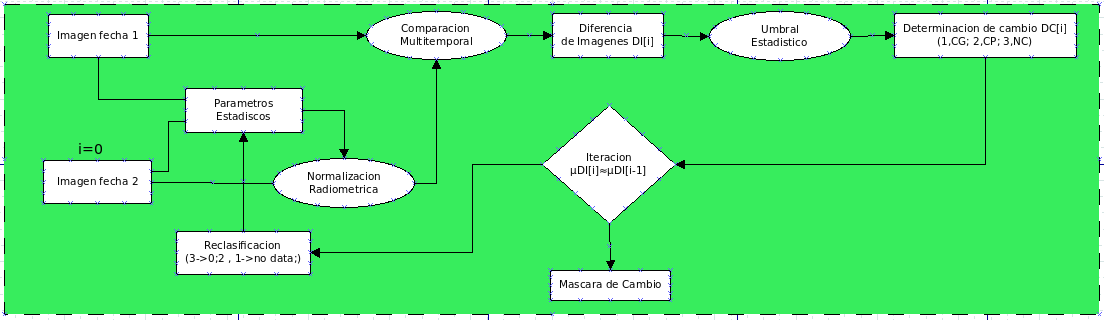 Imagen fecha 1
Comparacion
Multitemporal
Diferencia
de Imagenes DI[i]
Umbral
Estadistico
Determinacion de cambio DC[i]
(1,CG; 2,CP; 3,NC)
Parametros
Estadiscos
i=0
Imagen fecha 2
Normalizacion
Radiometrica
Iteracion
µDI[i]≈µDI[i-1]
Reclasificacion
(3->0;2 , 1->no data;)
Mascara de Cambio